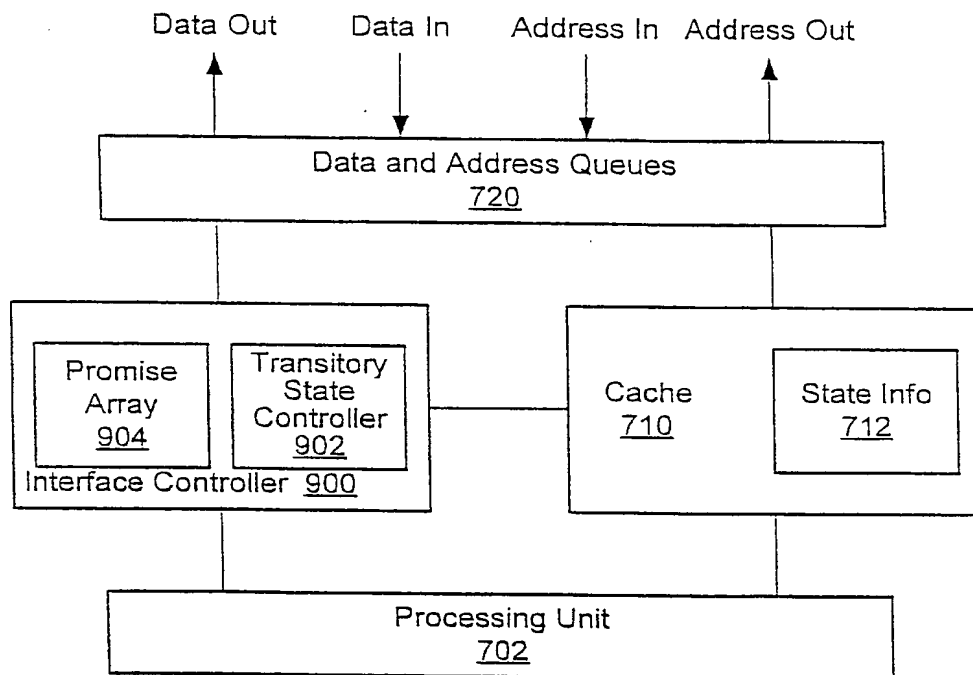 Data Out
Data In
Address In
Address Out
Data and Address Queues
720
Promise
Array
904
Transitory
State
Controller
902
Interface Controller 900
Cache
710
State Info
712
Processing Unit
702